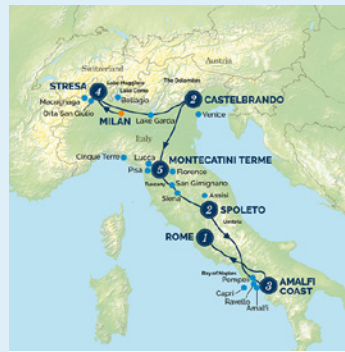 Switzerland
Austria
Lake Maggiore
Lake Como
The Dolomites
STRESA
4
Bellagio
2
CASTELBRANDO
Macugnaga
Orta San Giulio
MILAN
Lake Garda
Venice
Italy
Cinque Terre
Lucca
MONTECATINI TERME
5
Pisa
Florence
Tuscany
San Gimignano
Siena
Assisi
2
SPOLETO
Umbria
ROME
1
Bay of Naples
Pompeii
Capri
Ravello
Amalfi
3
AMALFI
COAST